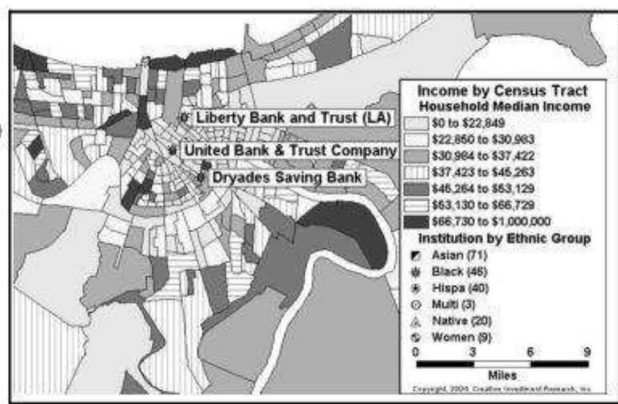 Liberty Bank and Trust (LA)
United Bank & Trust Company
Dryades Saving Bank
Income by Census Tract
Household Median Income
$0 to $22,849
$22,850 to $30,983
$30,984 to $37,422
$37,423 to $45,263
$45,264 to $53,129
$53,130 to $66,729
$66,730 to $1,000,000
Institution by Ethnic Group
Asian (71)
Black (46)
Hispa (40)
Multi (3)
Native (20)
Women (9)
0 3 6 9
Miles
Copyright, 2006, Creative Investment Research, Inc.